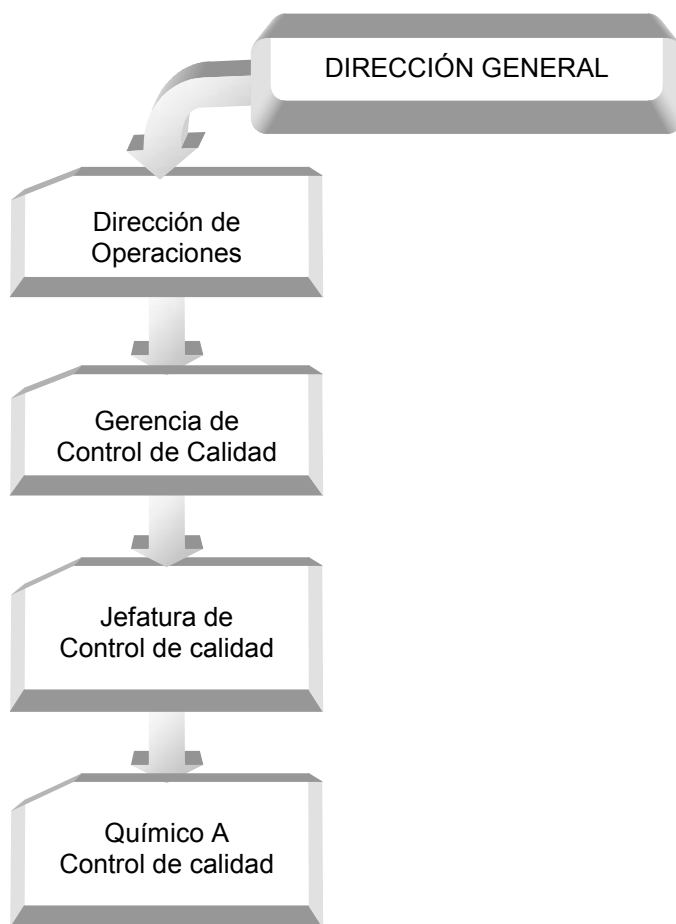 DIRECCIÓN GENERAL
Dirección de
Operaciones
Gerencia de
Control de Calidad
Jefatura de
Control de calidad
Químico A
Control de calidad